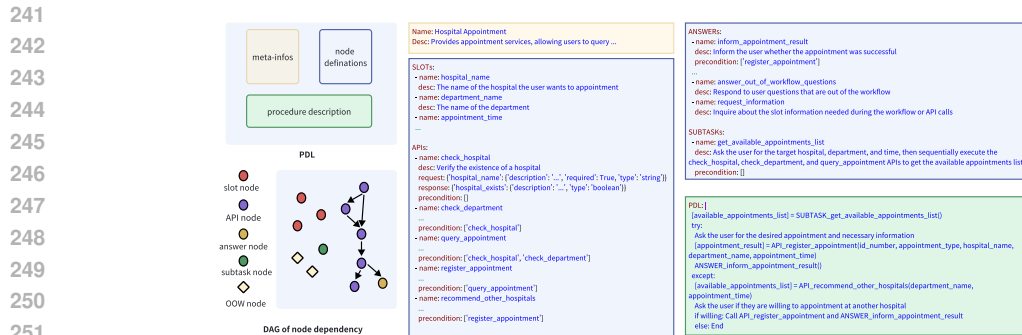 241
242
243
244
245
246
247
248
249
250
251
meta-infos
node
definations
procedure description
PDL
slot node
API node
answer node
subtask node
OOW node
DAG of node dependency
Name: Hospital Appointment
Desc: Provides appointment services, allowing users to query ...
SLOTs:
- name: hospital_name
desc: The name of the hospital the user wants to appointment
- name: department_name
desc: The name of the department
- name: appointment_time
...
APIs:
- name: check_hospital
desc: Verify the existence of a hospital
request: {'hospital_name': {'description': '...', 'required': True, 'type': 'string'}}
response: {'hospital_exists': {'description': '...', 'type': 'boolean'}}
precondition: []
- name: check_department
...
precondition: ['check_hospital']
- name: query_appointment
...
precondition: ['check_hospital', 'check_department']
- name: register_appointment
...
precondition: ['query_appointment']
- name: recommend_other_hospitals
...
precondition: ['register_appointment']
ANSWERs:
- name: inform_appointment_result
desc: Inform the user whether the appointment was successful
precondition: ['register_appointment']
...
- name: answer_out_of_workflow_questions
desc: Respond to user questions that are out of the workflow
- name: request_information
desc: Inquire about the slot information needed during the workflow or API calls
SUBTASKs:
- name: get_available_appointments_list
desc: Ask the user for the target hospital, department, and time, then sequentially execute the
check_hospital, check_department, and query_appointment APIs to get the available appointments list
precondition: []
PDL: |
[available_appointments_list] = SUBTASK_get_available_appointments_list()
try:
Ask the user for the desired appointment and necessary information
[appointment_result] = API_register_appointment(id_number, appointment_type, hospital_name,
department_name, appointment_time)
ANSWER_inform_appointment_result()
except:
[available_appointments_list] = API_recommend_other_hospitals(department_name,
appointment_time)
Ask the user if they are willing to appointment at another hospital
if willing: Call API_register_appointment and ANSWER_inform_appointment_result
else: End